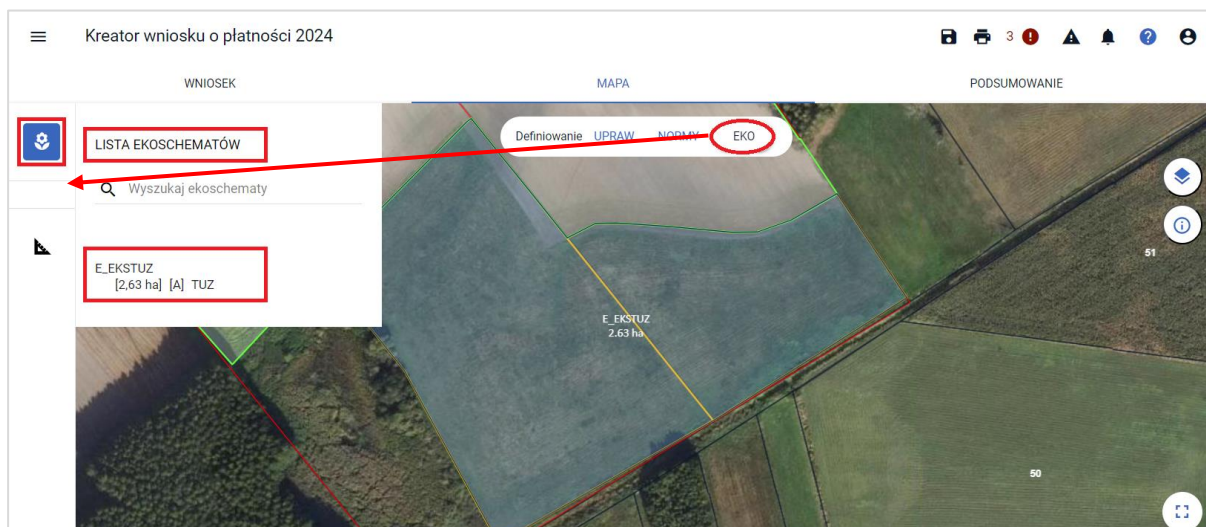 Kreator wniosku o płatności 2024
3
WNIOSEK MAPA PODSUMOWANIE
LISTA EKOSCHEMATÓW
Definiowanie UPRAW NORMY EKO
Wyszukaj ekoschematy
E_EKSTUZ
[2,63 ha] [A] TUZ
E_EKSTUZ
2.63 ha
51
50